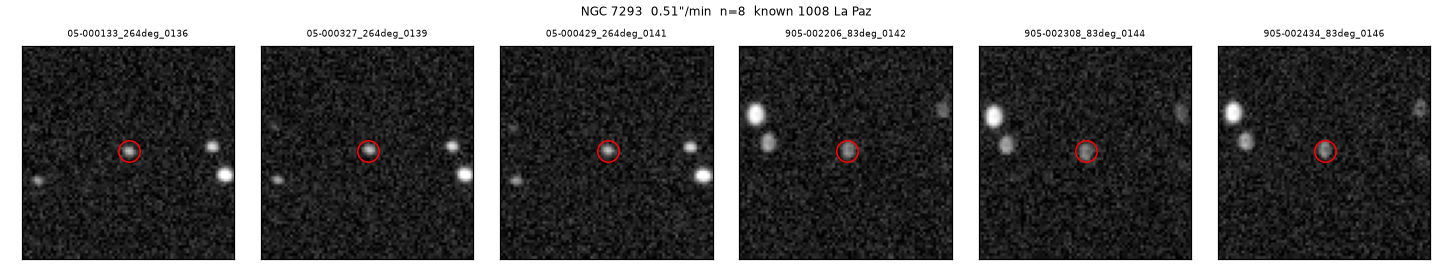 NGC 7293  0.51"/min  n=8  known 1008 La Paz
05-000133_264deg_0136
05-000327_264deg_0139
05-000429_264deg_0141
905-002206_83deg_0142
905-002308_83deg_0144
905-002434_83deg_0146